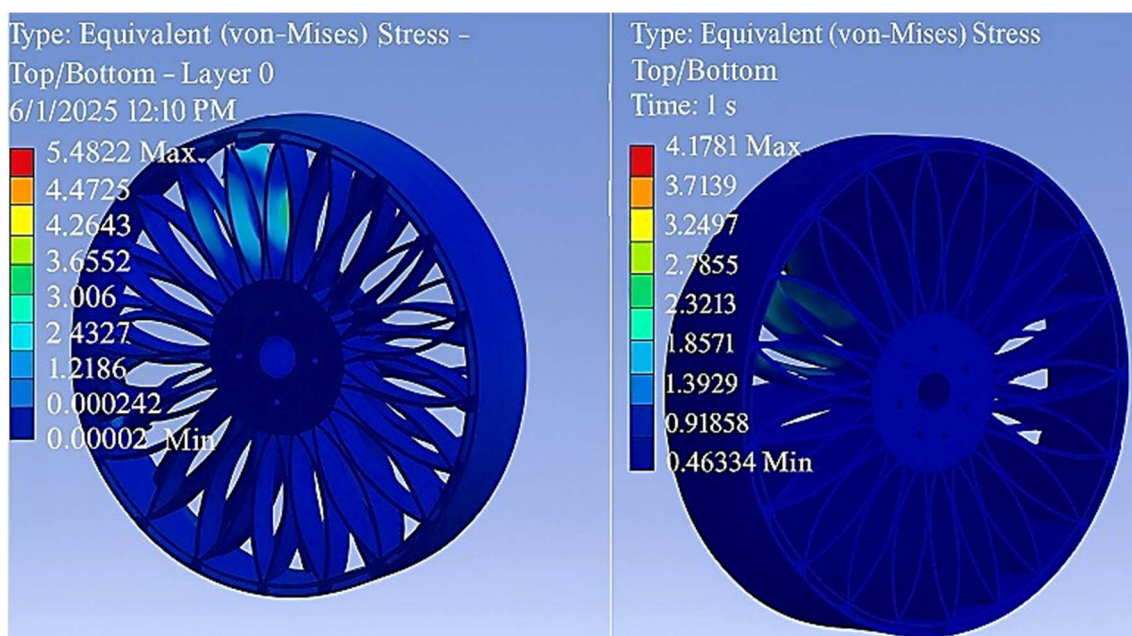 Type: Equivalent (von-Mises) Stress –
Top/Bottom – Layer 0
6/1/2025 12:10 PM
5.4822 Max
4.4725
4.2643
3.6552
3.006
2.4327
1.2186
0.000242
0.00002 Min
Type: Equivalent (von-Mises) Stress
Top/Bottom
Time: 1 s
4.1781 Max
3.7139
3.2497
2.7855
2.3213
1.8571
1.3929
0.91858
0.46334 Min